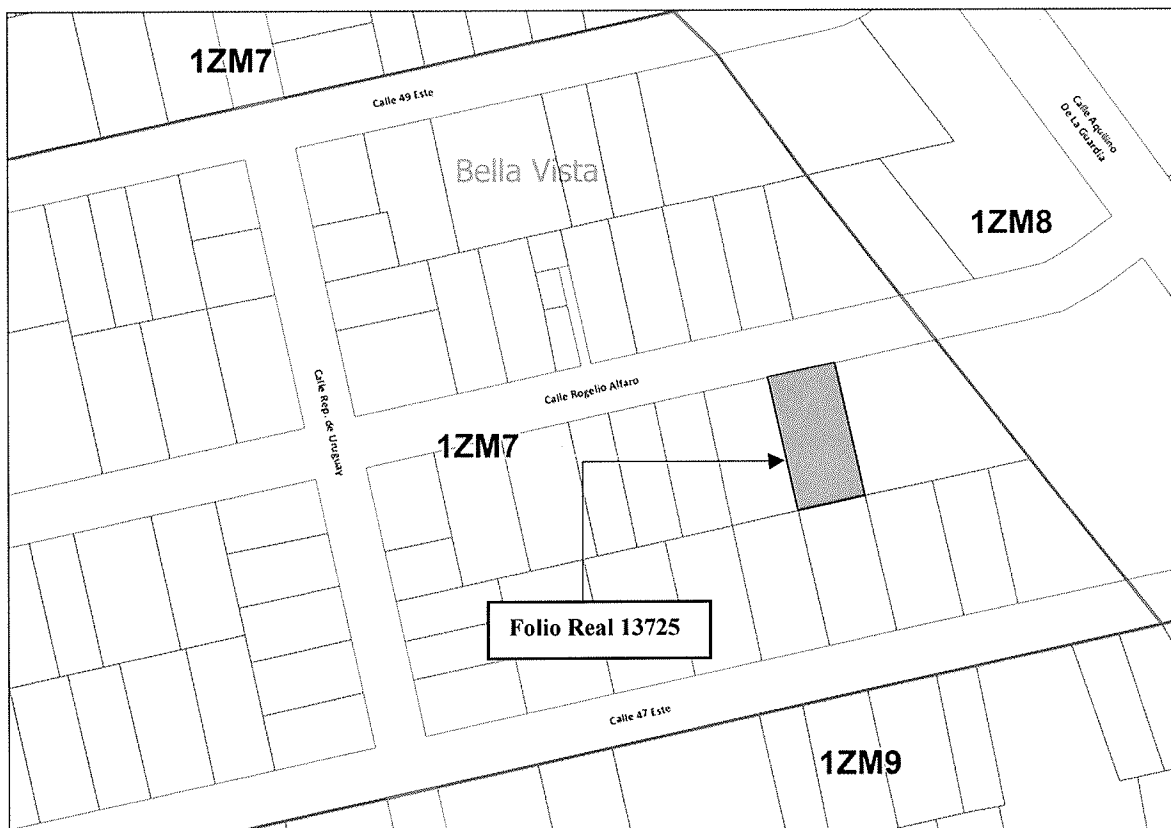 1ZM7
Calle 49 Este
Calle Aquilino
De La Guardia
Bella Vista
1ZM8
Calle Rogelio Alfaro
Calle Rep. de Uruguay
1ZM7
Folio Real 13725
Calle 47 Este
1ZM9